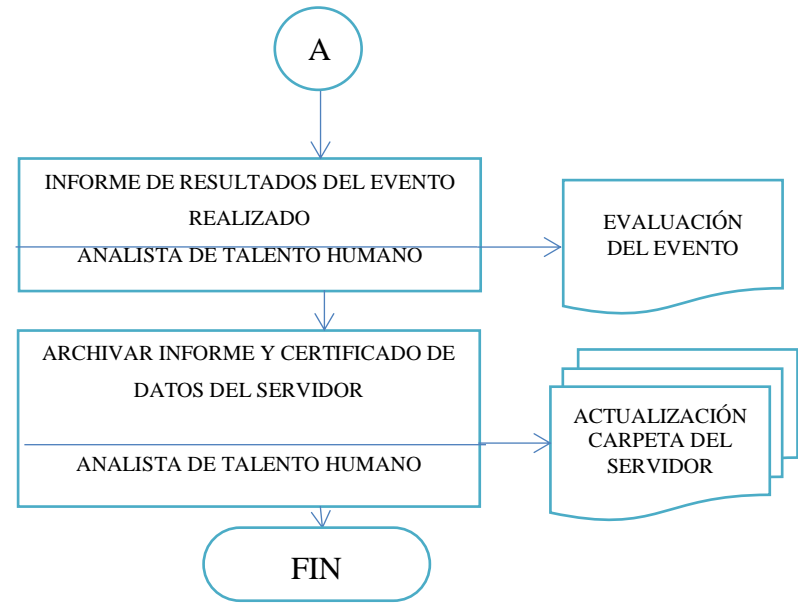 A
INFORME DE RESULTADOS DEL EVENTO
REALIZADO
ANALISTA DE TALENTO HUMANO
EVALUACIÓN
DEL EVENTO
ARCHIVAR INFORME Y CERTIFICADO DE
DATOS DEL SERVIDOR
ANALISTA DE TALENTO HUMANO
ACTUALIZACIÓN
CARPETA DEL
SERVIDOR
FIN